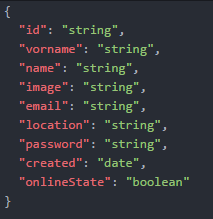 {
"id": "string",
"vorname": "string",
"name": "string",
"image": "string",
"email": "string",
"location": "string",
"password": "string",
"created": "date",
"onlineState": "boolean"
}